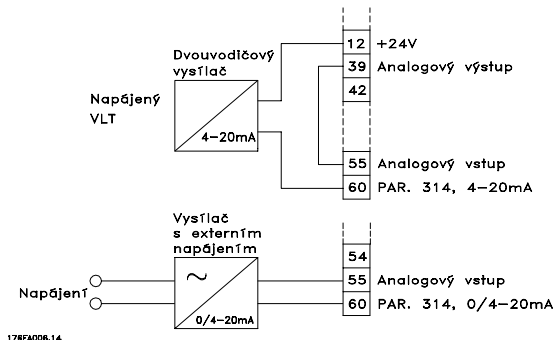 12 +24V
Dvouvodičový
vysílač
39 Analogový výstup
42
Napájený
VLT
4-20mA
55 Analogový vstup
60 PAR. 314, 4-20mA
Vysílač
s externím
napájením
54
~
55 Analogový vstup
Napájení
60 PAR. 314, 0/4-20mA
0/4-20mA
176FA006.14